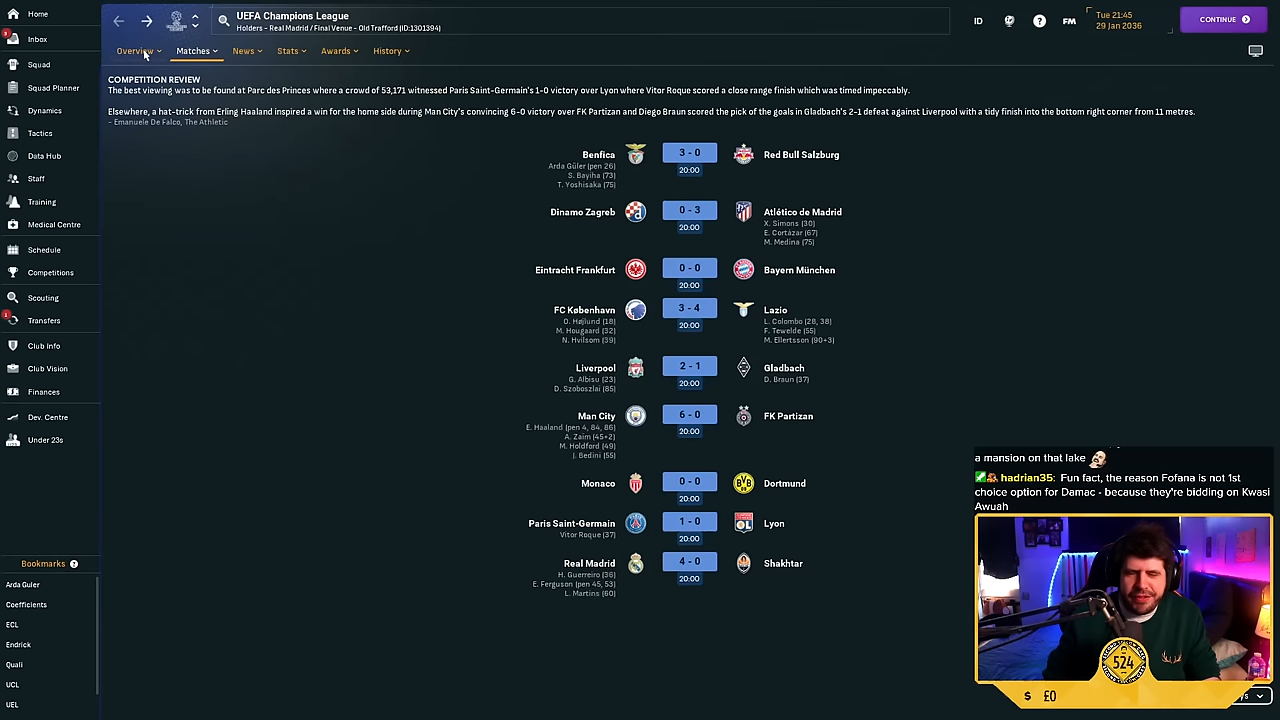 Home
UEFA Champions League
Holders - Real Madrid / Final Venue - Old Trafford (ID:1301394)
ID
?
FM
Tue 21:45
29 Jan 2036
CONTINUE
3
Inbox
Squad
Squad Planner
Dynamics
Tactics
Data Hub
Staff
Training
Medical Centre
Schedule
Competitions
Scouting
1
Transfers
Club Info
Club Vision
Finances
Dev. Centre
Under 23s
Bookmarks ?
Arda Guler
Coefficients
ECL
Endrick
Quali
UCL
UEL
Overview
Matches
News
Stats
Awards
History
COMPETITION REVIEW
The best viewing was to be found at Parc des Princes where a crowd of 53,171 witnessed Paris Saint-Germain's 1-0 victory over Lyon where Vitor Roque scored a close range finish which was timed impeccably.
Elsewhere, a hat-trick from Erling Haaland inspired a win for the home side during Man City's convincing 6-0 victory over FK Partizan and Diego Braun scored the pick of the goals in Gladbach's 2-1 defeat against Liverpool with a tidy finish into the bottom right corner from 11 metres.
- Emanuele De Falco, The Athletic
Benfica 3 - 0 Red Bull Salzburg
Arda Güler (pen 26) 20:00
S. Bayiha (73)
T. Yoshisaka (75)
Dinamo Zagreb 0 - 3 Atlético de Madrid
20:00 X. Simons (30)
E. Cortázar (67)
M. Medina (75)
Eintracht Frankfurt 0 - 0 Bayern München
20:00
FC København 3 - 4 Lazio
O. Højlund (18) 20:00 L. Colombo (28, 38)
M. Hougaard (32) F. Tewelde (55)
N. Hvilsom (39) M. Ellertsson (90+3)
Liverpool 2 - 1 Gladbach
G. Albisu (23) 20:00 D. Braun (37)
D. Szoboszlai (85)
Man City 6 - 0 FK Partizan
E. Haaland (pen 4, 84, 86) 20:00
A. Zaim (45+2)
M. Holdford (49)
J. Bedini (55)
Monaco 0 - 0 Dortmund
20:00
Paris Saint-Germain 1 - 0 Lyon
Vitor Roque (37) 20:00
Real Madrid 4 - 0 Shakhtar
H. Guerreiro (36) 20:00
E. Ferguson (pen 45, 53)
L. Martins (60)
a mansion on that lake
hadrian35: Fun fact, the reason Fofana is not 1st
choice option for Damac - because they're bidding on Kwasi
Awuah
524
$ £0